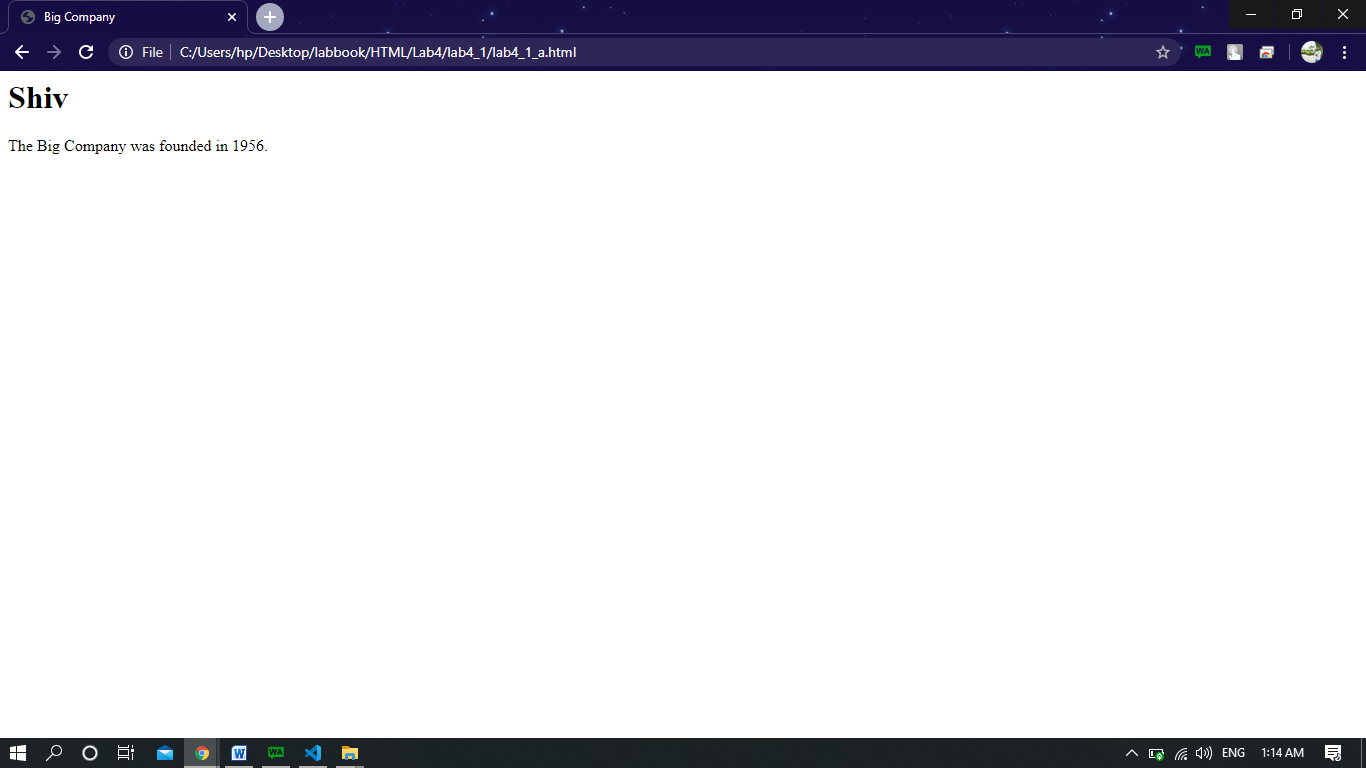 Big Company
File C:/Users/hp/Desktop/labbook/HTML/Lab4/lab4_1/lab4_1_a.html
WA
Shiv
The Big Company was founded in 1956.
W WA ENG 1:14 AM